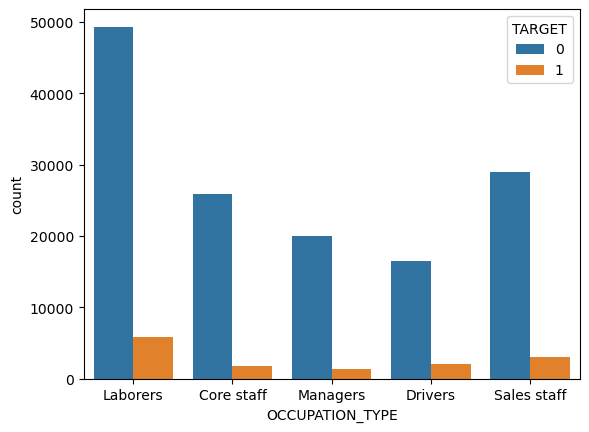 TARGET
0
1
50000
40000
30000
20000
10000
0
count
Laborers Core staff Managers Drivers Sales staff
OCCUPATION_TYPE